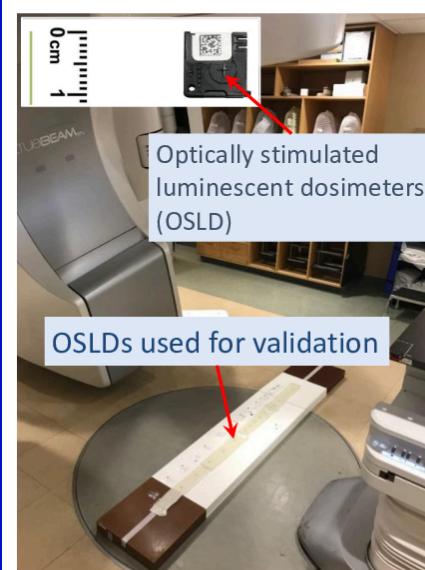 0cm 1
TRUEBEAM
Optically stimulated
luminescent dosimeters
(OSLD)
OSLDs used for validation